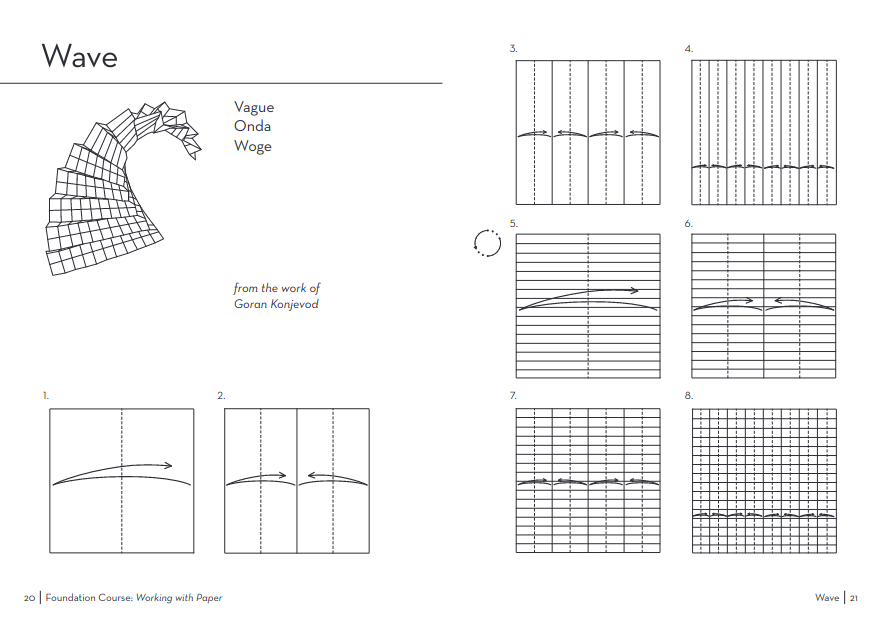 Wave
Vague
Onda
Woge
from the work of
Goran Konjevod
1.
2.
20 | Foundation Course: Working with Paper
3.
4.
5.
6.
7.
8.
Wave | 21